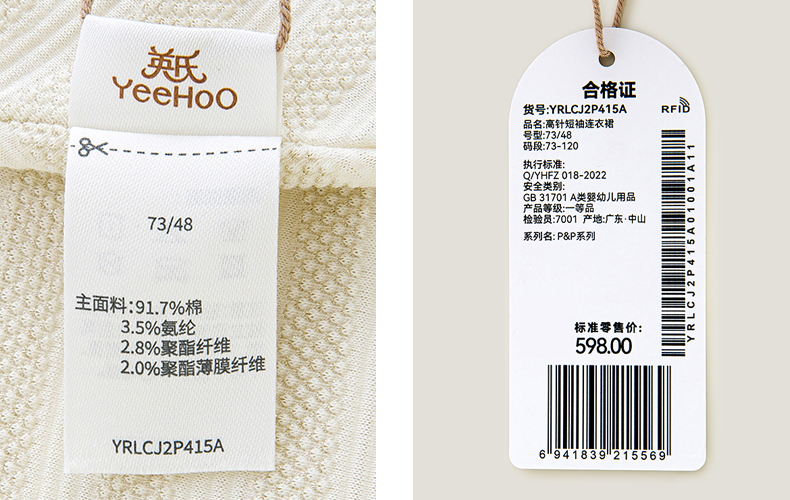 英氏
YeeHoO
73/48
主面料:91.7%棉
3.5%氨纶
2.8%聚酯纤维
2.0%聚酯薄膜纤维
YRLCJ2P415A
合格证
货号:YRLCJ2P415A
RFID
品名:高针短袖连衣裙
号型:73/48
码段:73-120
执行标准:
Q/YHFZ 018-2022
安全类别:
GB 31701 A类婴幼儿用品
产品等级:一等品
检验员:7001 产地:广东·中山
系列名: P&P系列
YRLCJ2P415A01001A11
标准零售价:
598.00
6 941839 215569